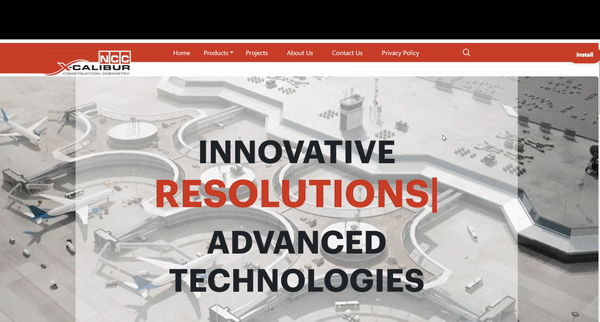 NCC
X-CALIBUR
CONSTRUCTION CHEMISTRY
Home Products Projects About Us Contact Us Privacy Policy
Install
INNOVATIVE
RESOLUTIONS|
ADVANCED
TECHNOLOGIES